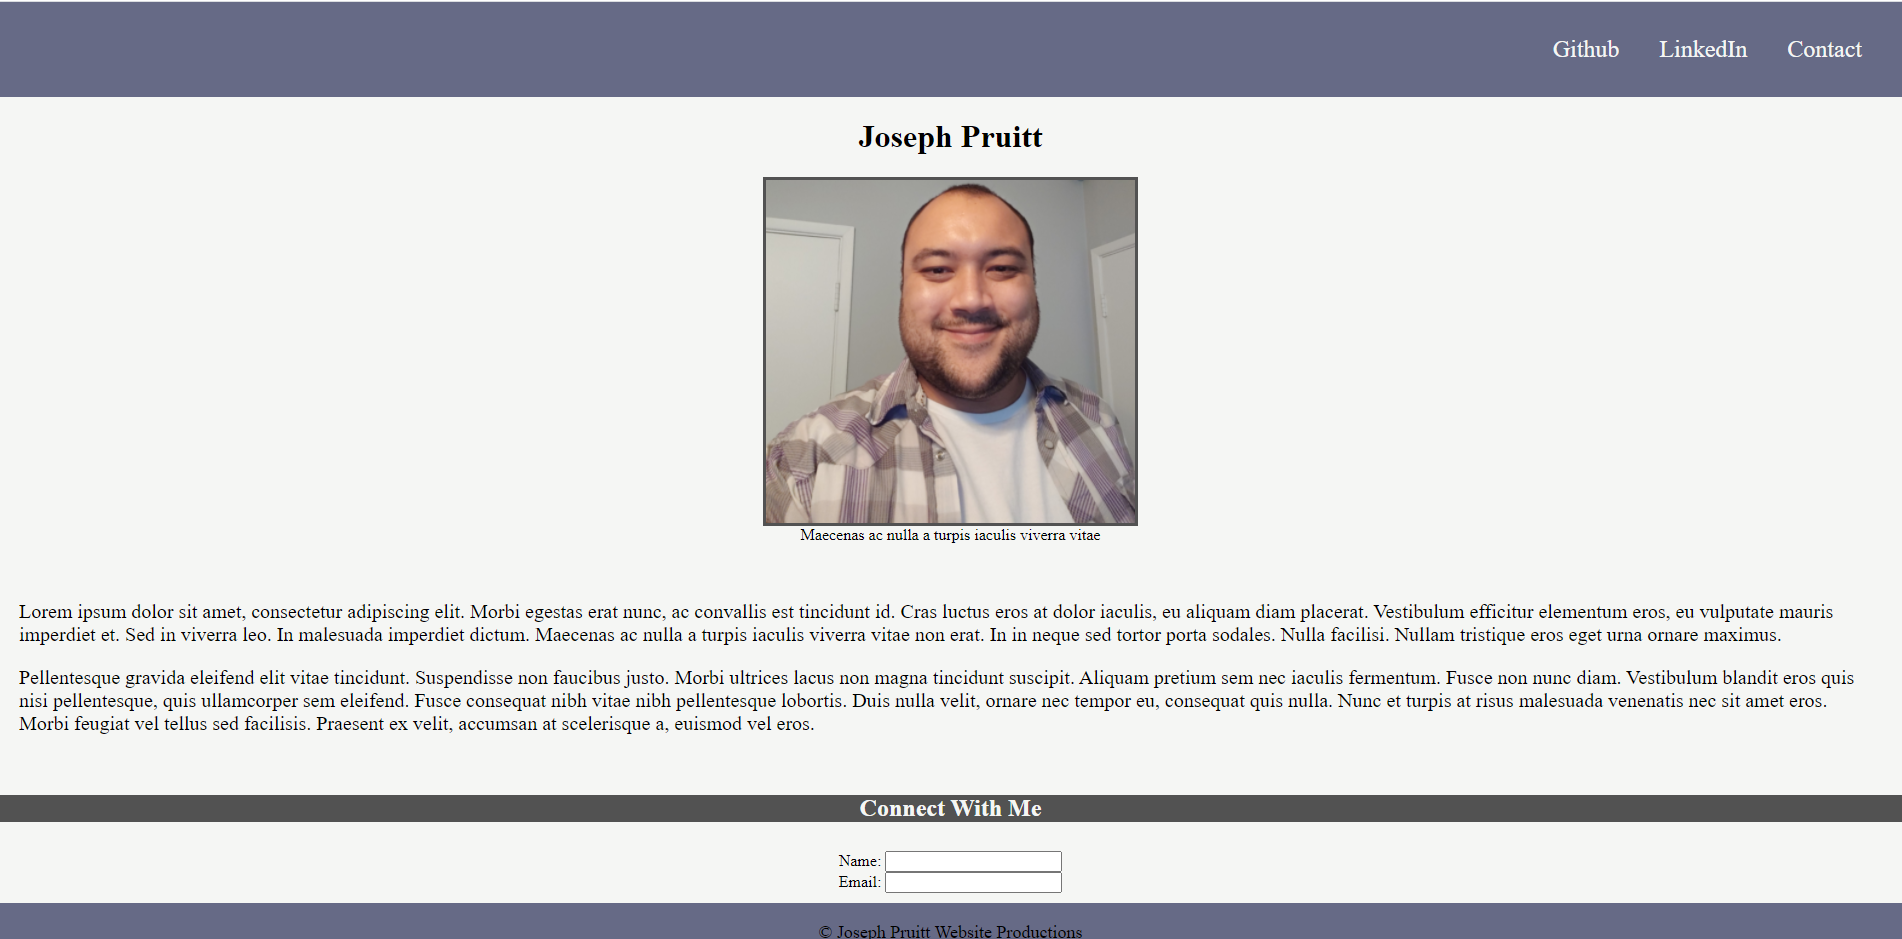 Github LinkedIn Contact
Joseph Pruitt
Maecenas ac nulla a turpis iaculis viverra vitae
Lorem ipsum dolor sit amet, consectetur adipiscing elit. Morbi egestas erat nunc, ac convallis est tincidunt id. Cras luctus eros at dolor iaculis, eu aliquam diam placerat. Vestibulum efficitur elementum eros, eu vulputate mauris
imperdiet et. Sed in viverra leo. In malesuada imperdiet dictum. Maecenas ac nulla a turpis iaculis viverra vitae non erat. In in neque sed tortor porta sodales. Nulla facilisi. Nullam tristique eros eget urna ornare maximus.
Pellentesque gravida eleifend elit vitae tincidunt. Suspendisse non faucibus justo. Morbi ultrices lacus non magna tincidunt suscipit. Aliquam pretium sem nec iaculis fermentum. Fusce non nunc diam. Vestibulum blandit eros quis
nisi pellentesque, quis ullamcorper sem eleifend. Fusce consequat nibh vitae nibh pellentesque lobortis. Duis nulla velit, ornare nec tempor eu, consequat quis nulla. Nunc et turpis at risus malesuada venenatis nec sit amet eros.
Morbi feugiat vel tellus sed facilisis. Praesent ex velit, accumsan at scelerisque a, euismod vel eros.
Connect With Me
Name:
Email:
© Joseph Pruitt Website Productions